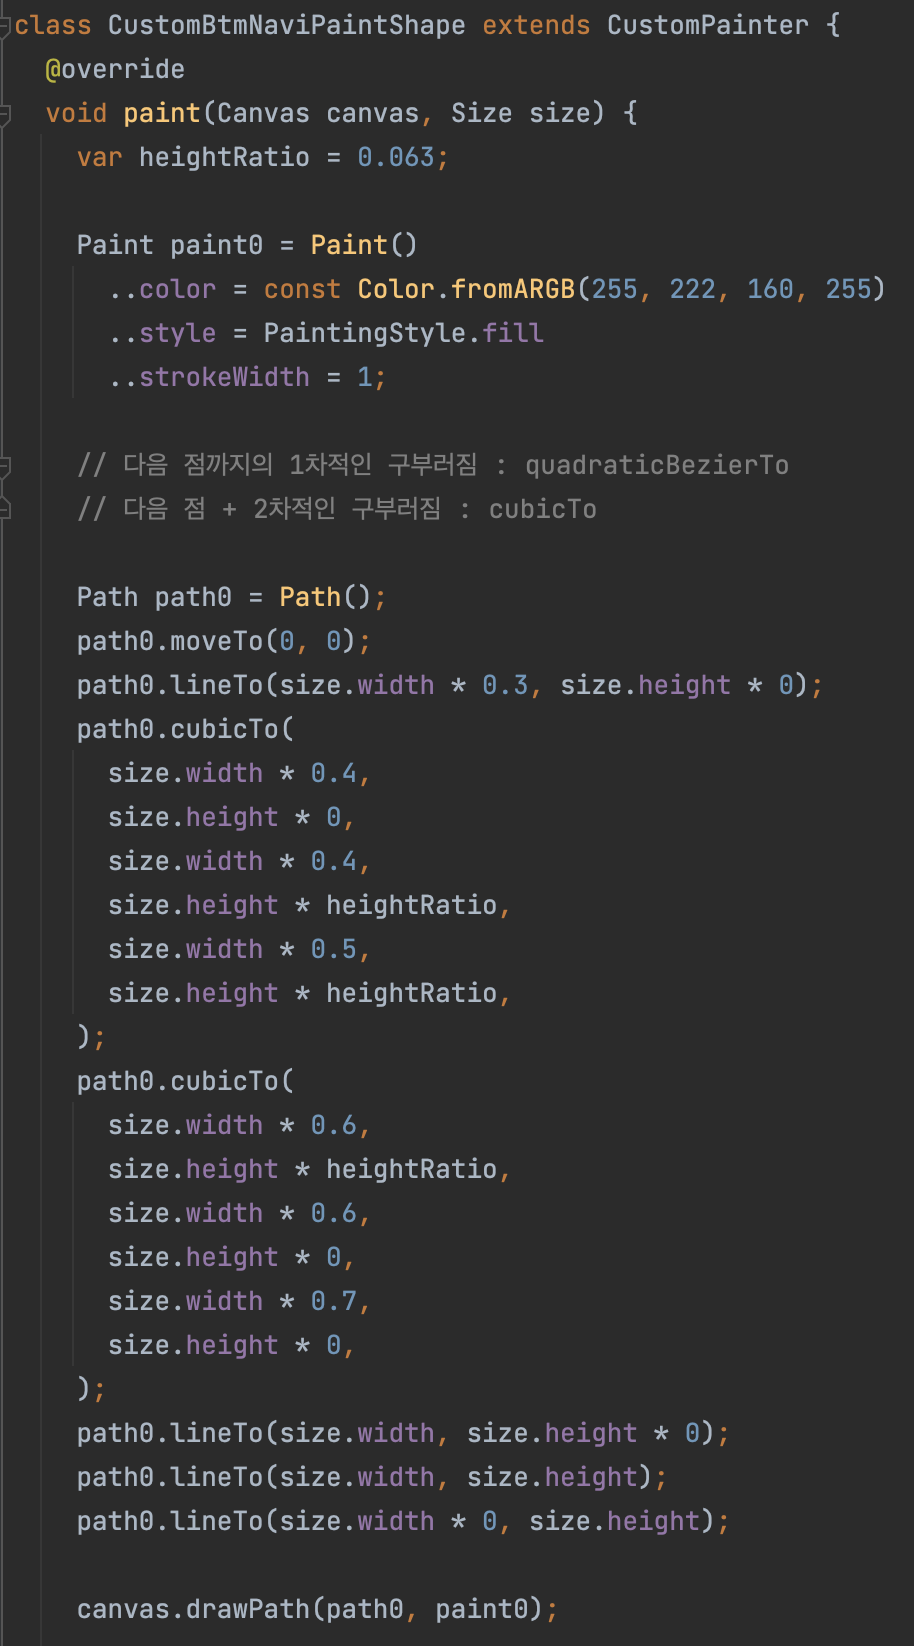 class CustomBtmNaviPaintShape extends CustomPainter {
  @override
  void paint(Canvas canvas, Size size) {
    var heightRatio = 0.063;

    Paint paint0 = Paint()
      ..color = const Color.fromARGB(255, 222, 160, 255)
      ..style = PaintingStyle.fill
      ..strokeWidth = 1;

    // 다음 점까지의 1차적인 구부러짐 : quadraticBezierTo
    // 다음 점 + 2차적인 구부러짐 : cubicTo

    Path path0 = Path();
    path0.moveTo(0, 0);
    path0.lineTo(size.width * 0.3, size.height * 0);
    path0.cubicTo(
      size.width * 0.4,
      size.height * 0,
      size.width * 0.4,
      size.height * heightRatio,
      size.width * 0.5,
      size.height * heightRatio,
    );
    path0.cubicTo(
      size.width * 0.6,
      size.height * heightRatio,
      size.width * 0.6,
      size.height * 0,
      size.width * 0.7,
      size.height * 0,
    );
    path0.lineTo(size.width, size.height * 0);
    path0.lineTo(size.width, size.height);
    path0.lineTo(size.width * 0, size.height);

    canvas.drawPath(path0, paint0);